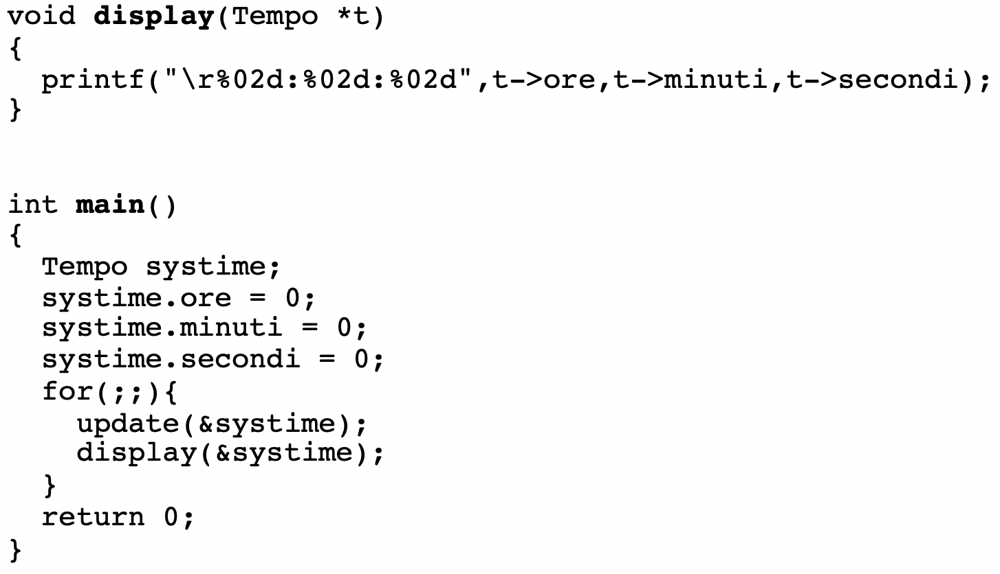 void display(Tempo *t)
{
  printf("\r%02d:%02d:%02d",t->ore,t->minuti,t->secondi);
}
int main()
{
  Tempo systime;
  systime.ore = 0;
  systime.minuti = 0;
  systime.secondi = 0;
  for(;;){
    update(&systime);
    display(&systime);
  }
  return 0;
}